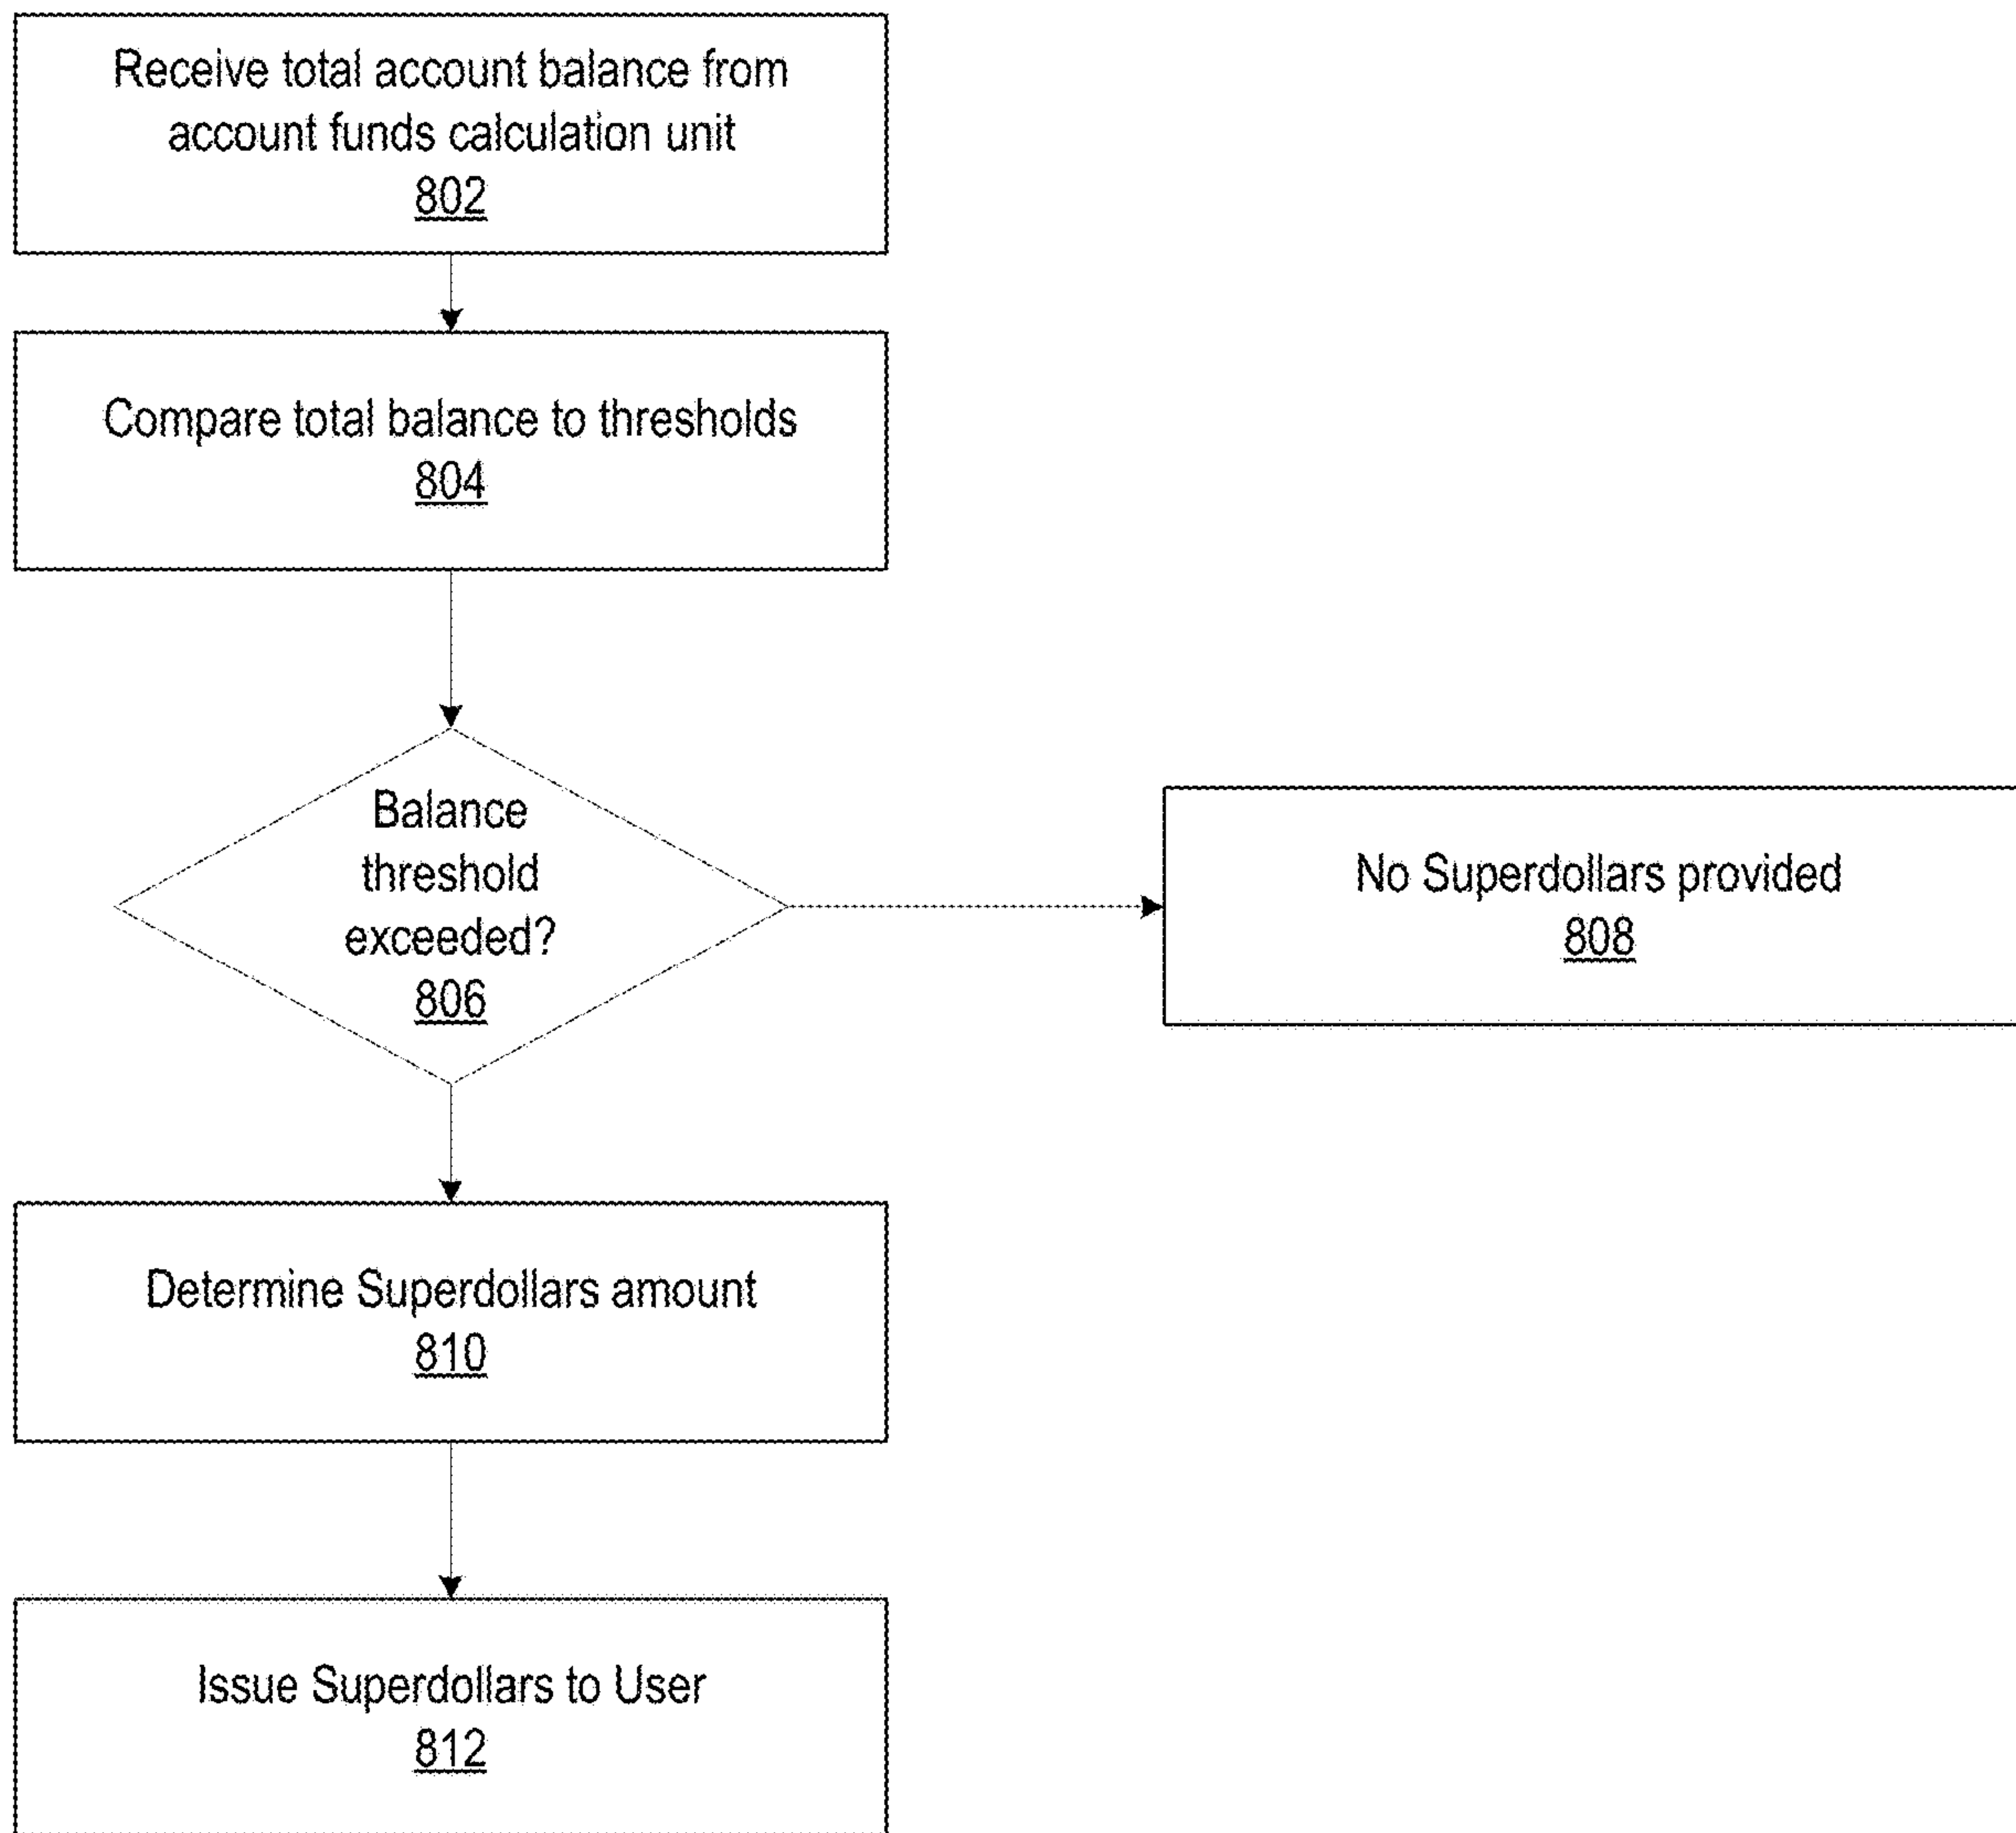 Receive total account balance from
account funds calculation unit
802
Compare total balance to thresholds
804
Balance
threshold
exceeded?
806
No Superdollars provided
808
Determine Superdollars amount
810
Issue Superdollars to User
812